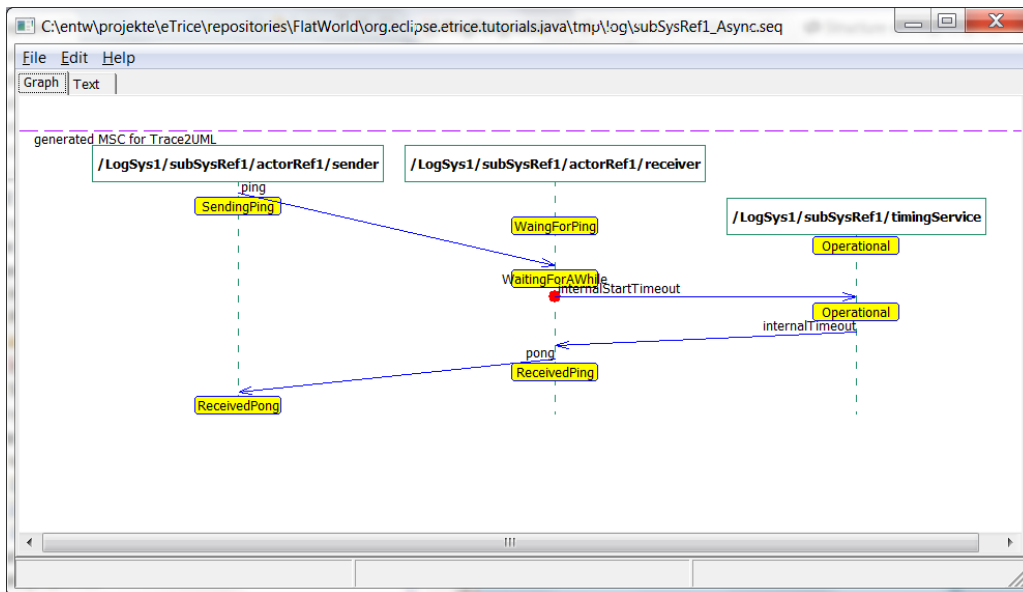 C:\entw\projekte\eTrice\repositories\FlatWorld\org.eclipse.etrice.tutorials.java\tmp\log\subSysRef1_Async.seq
File Edit Help
Graph Text
generated MSC for Trace2UML
/LogSys1/subSysRef1/actorRef1/sender
/LogSys1/subSysRef1/actorRef1/receiver
/LogSys1/subSysRef1/timingService
ping
SendingPing
WaingForPing
Operational
WaitingForAWhile
internalStartTimeout
Operational
internalTimeout
pong
ReceivedPing
ReceivedPong